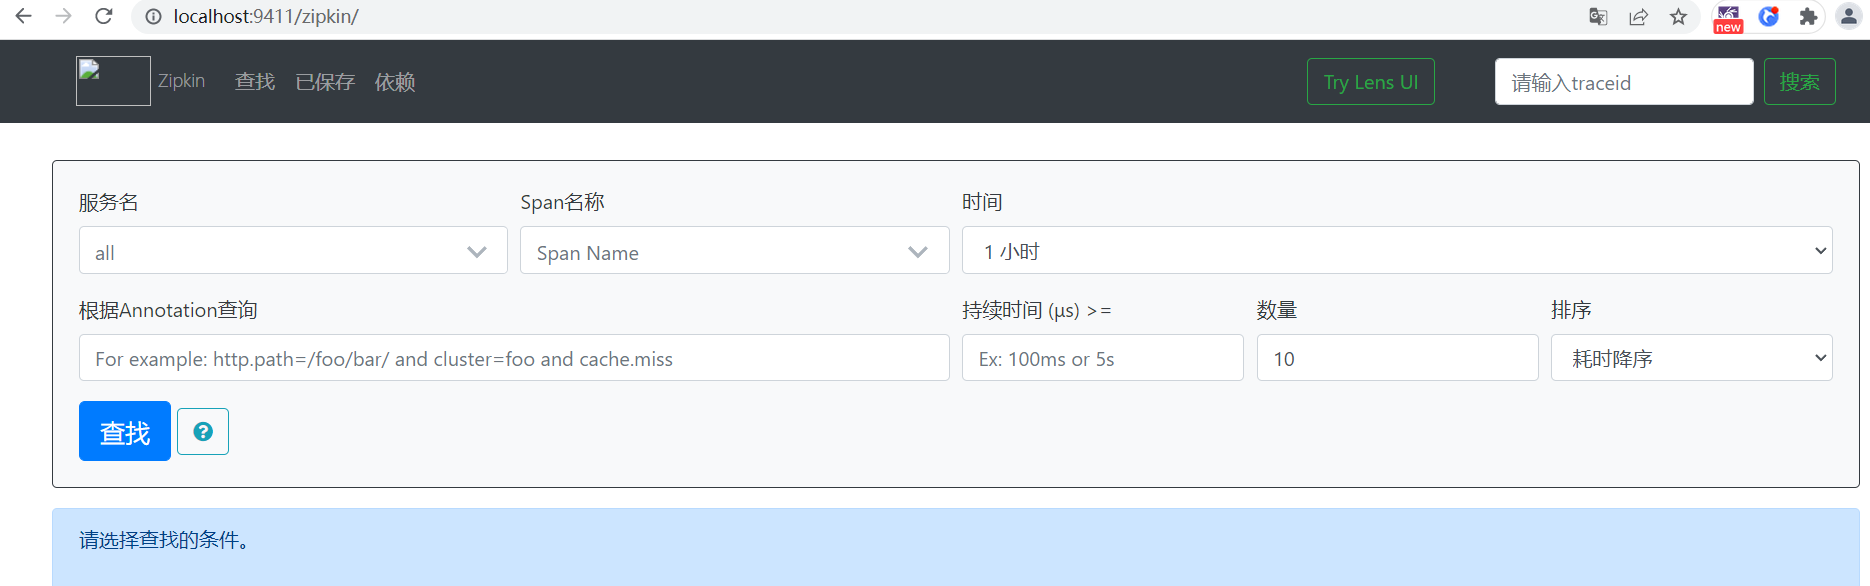 localhost:9411/zipkin/
new
Zipkin 查找 已保存 依赖 Try Lens UI 请输入traceid 搜索
服务名 Span名称 时间
all Span Name 1 小时
根据Annotation查询 持续时间 (μs) >= 数量 排序
For example: http.path=/foo/bar/ and cluster=foo and cache.miss Ex: 100ms or 5s 10 耗时降序
查找
请选择查找的条件。